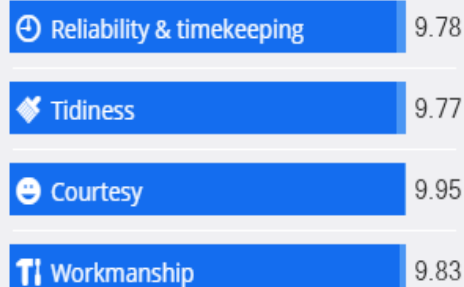 Reliability & timekeeping 9.78
Tidiness 9.77
Courtesy 9.95
Workmanship 9.83